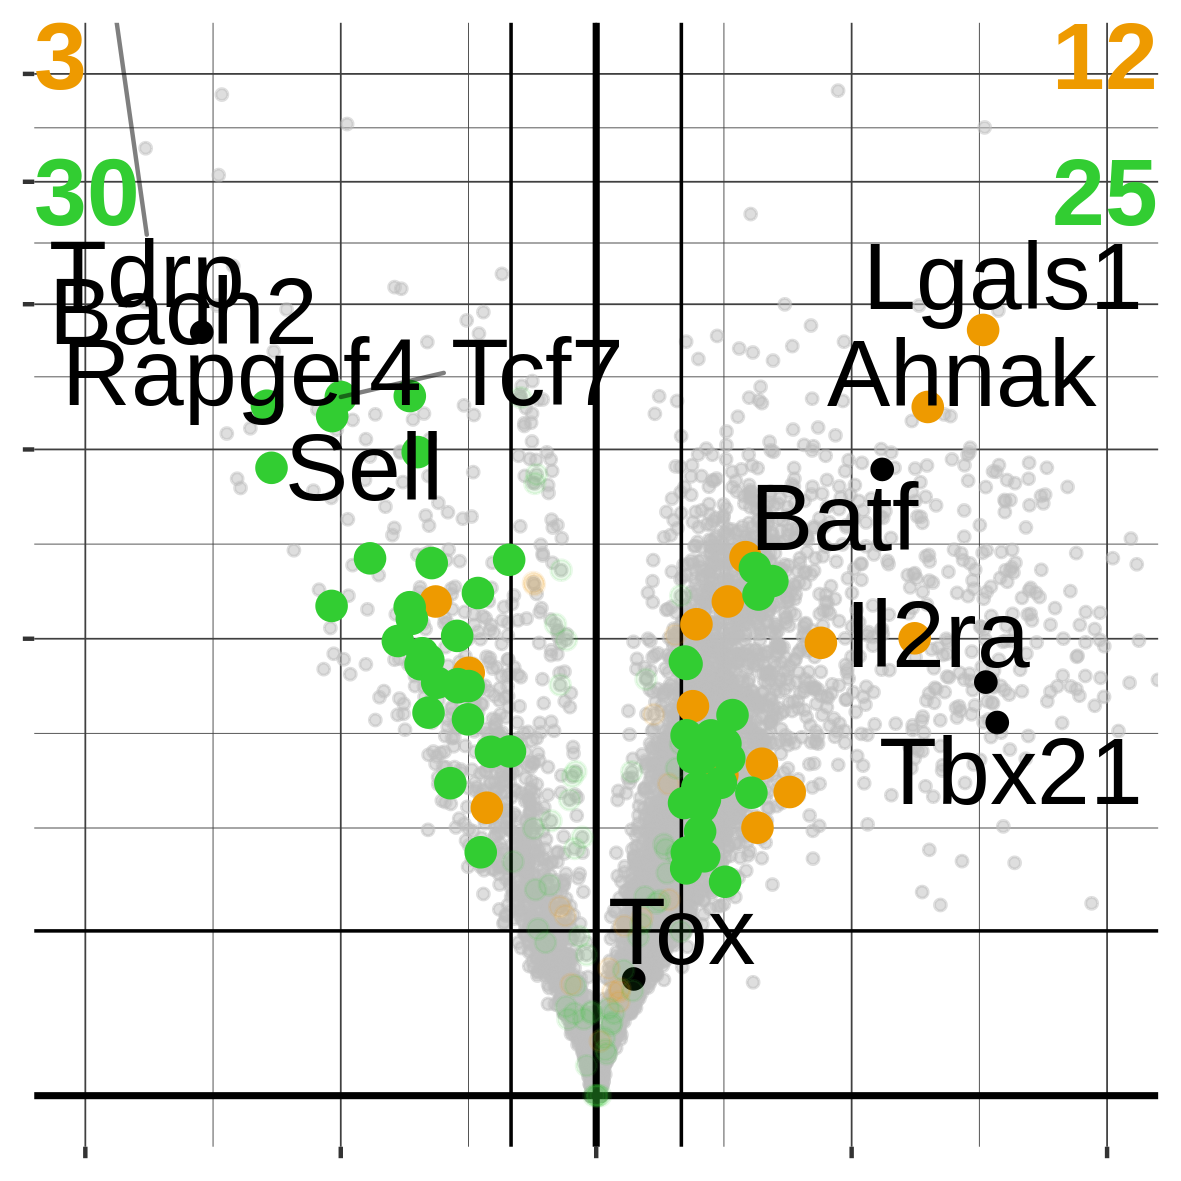 3 12
30 25
Tdrp Lgals1
Bach2
Rapgef4 Tcf7 Ahnak
Sell
Batf
Il2ra
Tbx21
Tox